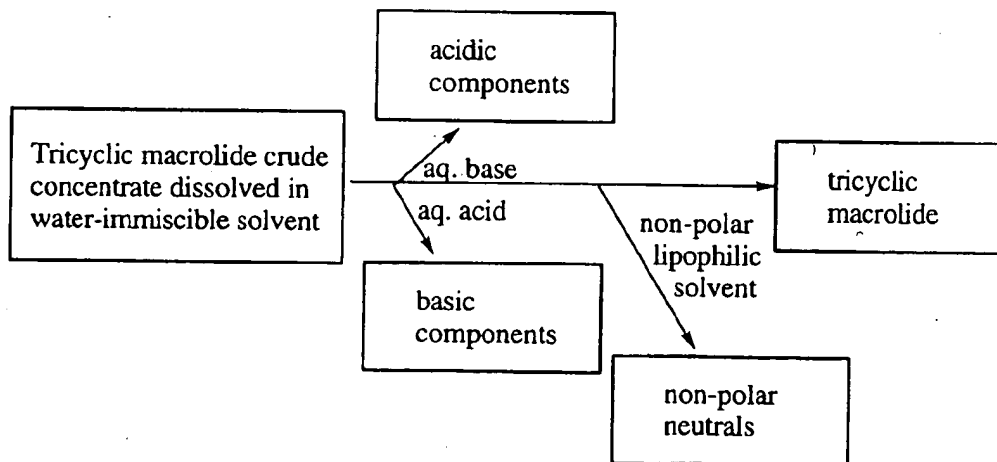 acidic
components
Tricyclic macrolide crude
concentrate dissolved in
water-immiscible solvent
aq. base
aq. acid
tricyclic
macrolide
non-polar
lipophilic
solvent
basic
components
non-polar
neutrals